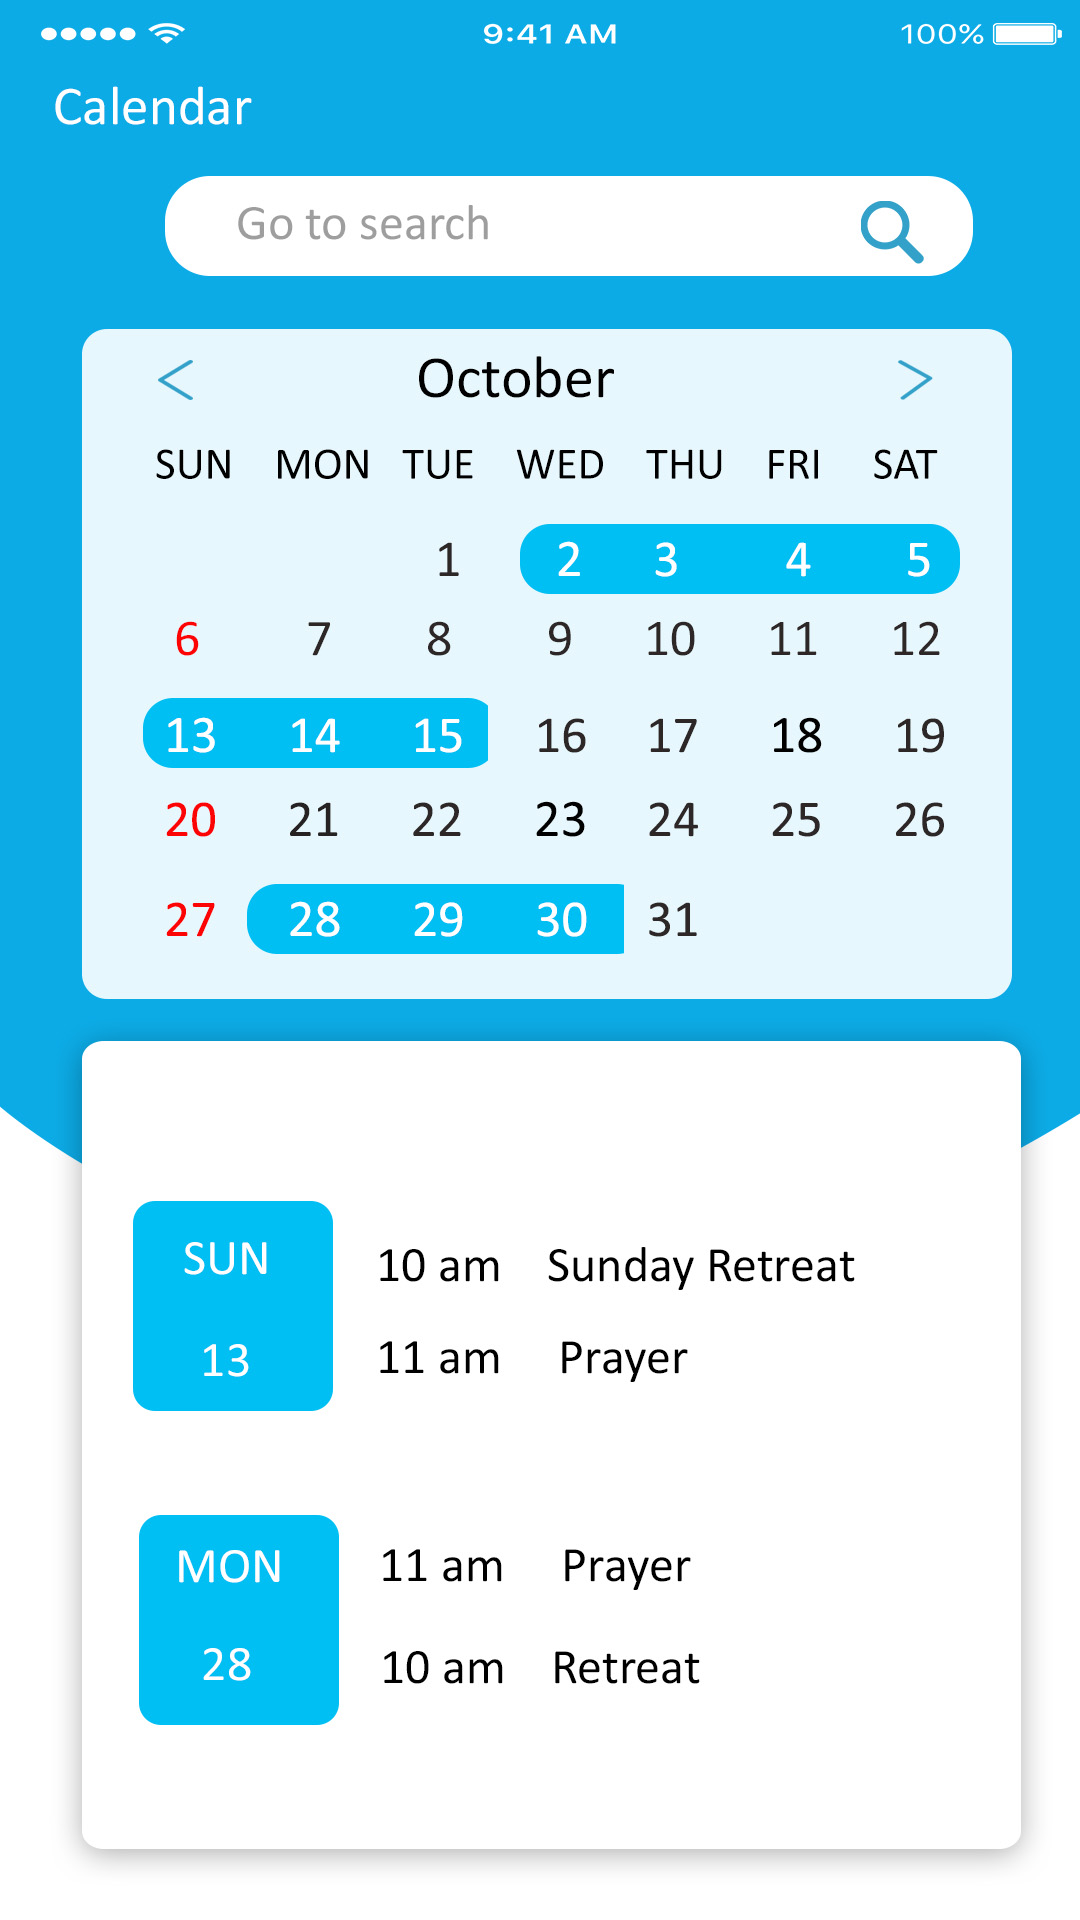 9:41 AM 100%
Calendar
Go to search
< October >
SUN MON TUE WED THU FRI SAT
1 2 3 4 5
6 7 8 9 10 11 12
13 14 15 16 17 18 19
20 21 22 23 24 25 26
27 28 29 30 31
SUN
13
10 am Sunday Retreat
11 am Prayer
MON
28
11 am Prayer
10 am Retreat